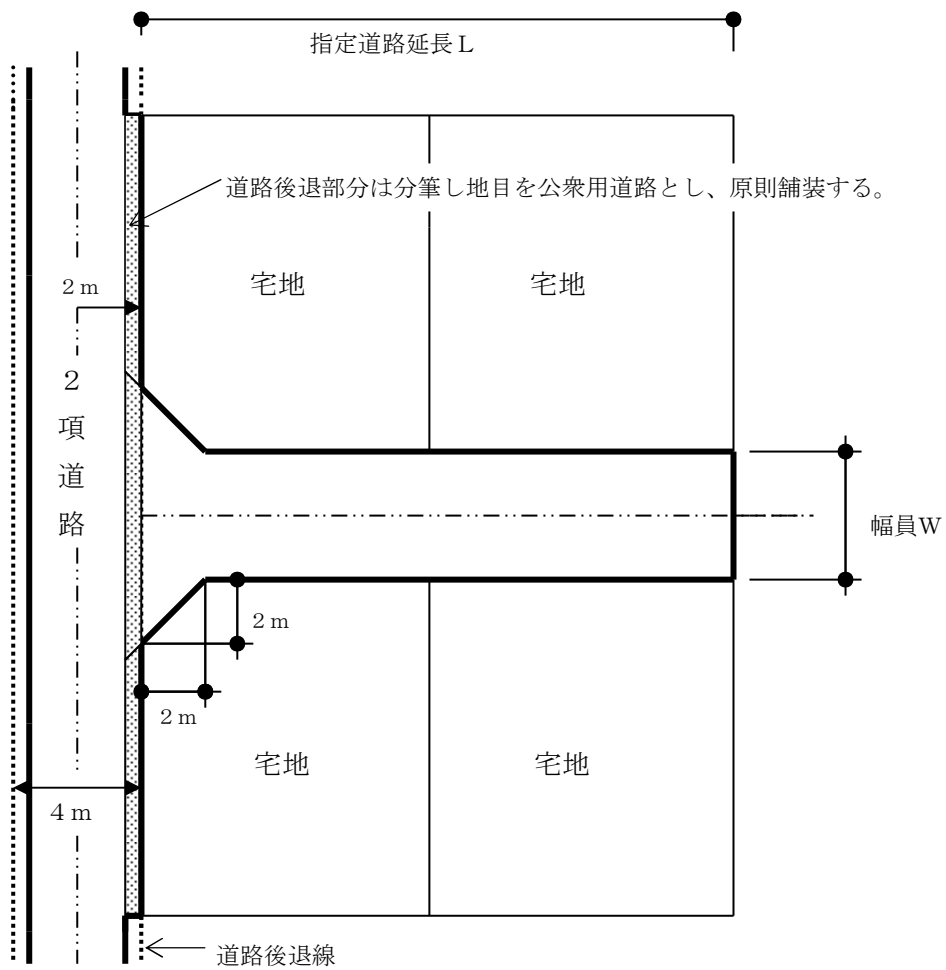 指定道路延長Ｌ
道路後退部分は分筆し地目を公衆用道路とし、原則舗装する。
宅地
宅地
２ｍ
２項道路
幅員Ｗ
２ｍ
２ｍ
宅地
宅地
４ｍ
道路後退線